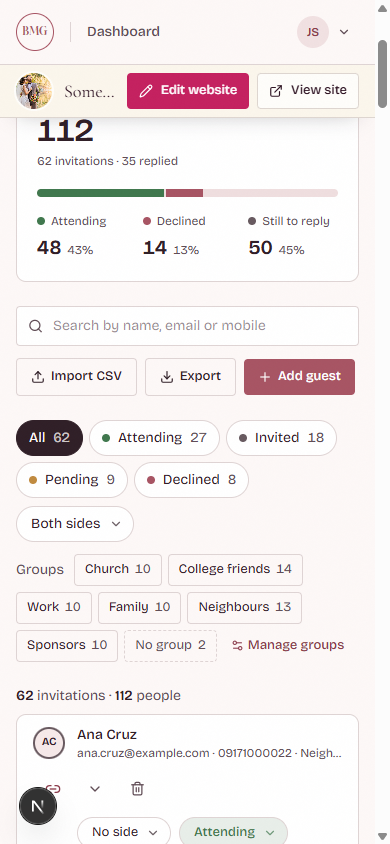 BMG Dashboard JS
Some... Edit website View site
112
62 invitations · 35 replied
Attending Declined Still to reply
48 43% 14 13% 50 45%
Search by name, email or mobile
Import CSV Export Add guest
All 62 Attending 27 Invited 18
Pending 9 Declined 8
Both sides
Groups Church 10 College friends 14
Work 10 Family 10 Neighbours 13
Sponsors 10 No group 2 Manage groups
62 invitations · 112 people
AC Ana Cruz
ana.cruz@example.com · 09171000022 · Neigh...
N
No side Attending